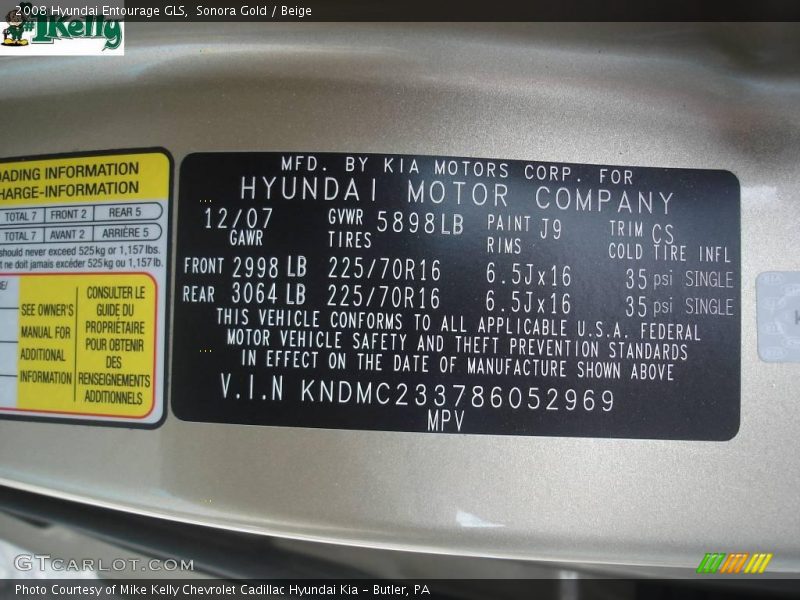 2008 Hyundai Entourage GLS,  Sonora Gold / Beige
#1Kelly
ADING INFORMATION
HARGE-INFORMATION
TOTAL 7 FRONT 2 REAR 5
TOTAL 7 AVANT 2 ARRIÈRE 5
should never exceed 525 kg or 1,157 lbs.
t ne doit jamais excéder 525 kg ou 1,157 lb.
SEE OWNER'S
MANUAL FOR
ADDITIONAL
INFORMATION
CONSULTER LE
GUIDE DU
PROPRIÉTAIRE
POUR OBTENIR
DES
RENSEIGNEMENTS
ADDITIONNELS
MFD. BY KIA MOTORS CORP. FOR
HYUNDAI MOTOR COMPANY
12/07 GVWR 5898LB PAINT J9 TRIM CS
GAWR TIRES RIMS COLD TIRE INFL
FRONT 2998 LB 225/70R16 6.5Jx16 35 psi SINGLE
REAR 3064 LB 225/70R16 6.5Jx16 35 psi SINGLE
THIS VEHICLE CONFORMS TO ALL APPLICABLE U.S.A. FEDERAL
MOTOR VEHICLE SAFETY AND THEFT PREVENTION STANDARDS
IN EFFECT ON THE DATE OF MANUFACTURE SHOWN ABOVE
V.I.N KNDMC233786052969
MPV
GTCARLOT.COM
Photo Courtesy of Mike Kelly Chevrolet Cadillac Hyundai Kia - Butler, PA